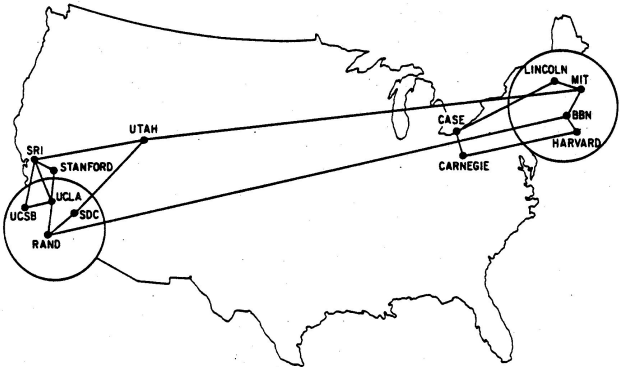 LINCOLN
MIT
CASE
BBN
UTAH
HARVARD
SRI
CARNEGIE
STANFORD
UCLA
UCSB
SDC
RAND